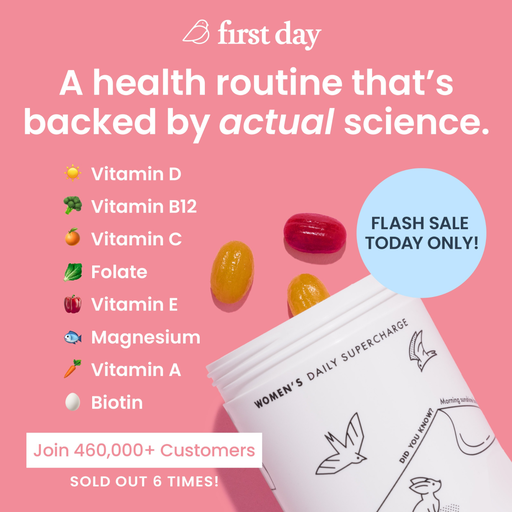 first day
A health routine that's
backed by actual science.
Vitamin D
Vitamin B12
Vitamin C
Folate
Vitamin E
Magnesium
Vitamin A
Biotin
FLASH SALE
TODAY ONLY!
WOMEN'S DAILY SUPERCHARGE
DID YOU KNOW?
Join 460,000+ Customers
SOLD OUT 6 TIMES!